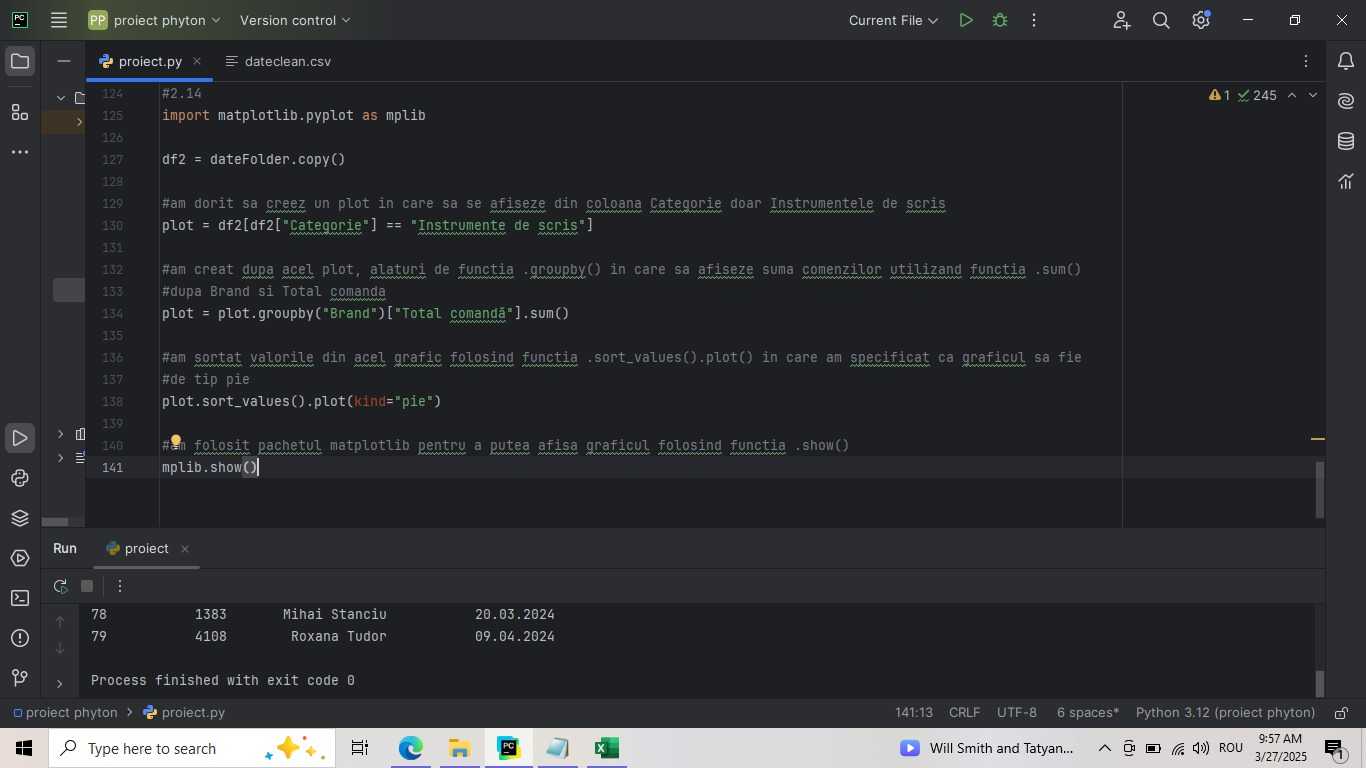 PP proiect phyton Version control Current File
proiect.py dateclean.csv
124 #2.14
1 245
125 import matplotlib.pyplot as mplib
126
127 df2 = dateFolder.copy()
128
129 #am dorit sa creez un plot in care sa se afiseze din coloana Categorie doar Instrumentele de scris
130 plot = df2[df2["Categorie"] == "Instrumente de scris"]
131
132 #am creat dupa acel plot, alaturi de functia .groupby() in care sa afiseze suma comenzilor utilizand functia .sum()
133 #dupa Brand si Total comanda
134 plot = plot.groupby("Brand")["Total comandă"].sum()
135
136 #am sortat valorile din acel grafic folosind functia .sort_values().plot() in care am specificat ca graficul sa fie
137 #de tip pie
138 plot.sort_values().plot(kind="pie")
139
140 #am folosit pachetul matplotlib pentru a putea afisa graficul folosind functia .show()
141 mplib.show()
Run proiect
78 1383 Mihai Stanciu 20.03.2024
79 4108 Roxana Tudor 09.04.2024
Process finished with exit code 0
proiect phyton > proiect.py 141:13 CRLF UTF-8 6 spaces* Python 3.12 (proiect phyton)
Type here to search PC Will Smith and Tatyan... ROU 9:57 AM
3/27/2025 1